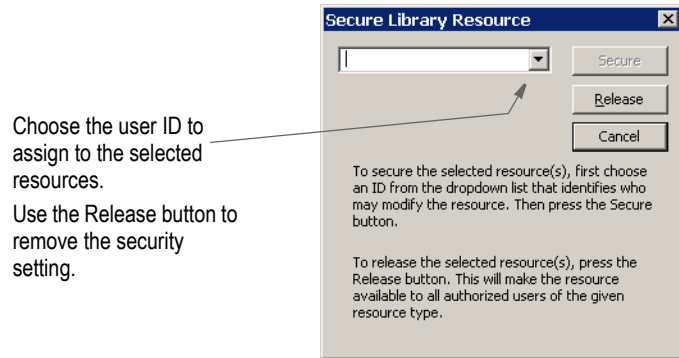 Secure Library Resource
Secure
Release
Cancel
Choose the user ID to
assign to the selected
resources.
Use the Release button to
remove the security
setting.
To secure the selected resource(s), first choose
an ID from the dropdown list that identifies who
may modify the resource. Then press the Secure
button.
To release the selected resource(s), press the
Release button. This will make the resource
available to all authorized users of the given
resource type.